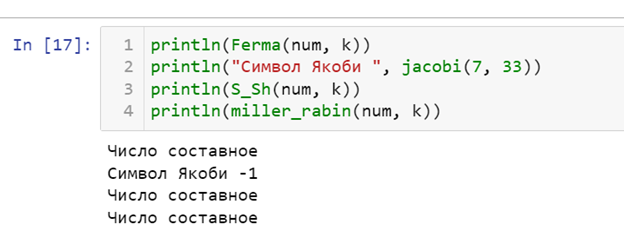 In [17]:
1 println(Ferma(num, k))
2 println("Символ Якоби ", jacobi(7, 33))
3 println(S_Sh(num, k))
4 println(miller_rabin(num, k))
Число составное
Символ Якоби -1
Число составное
Число составное